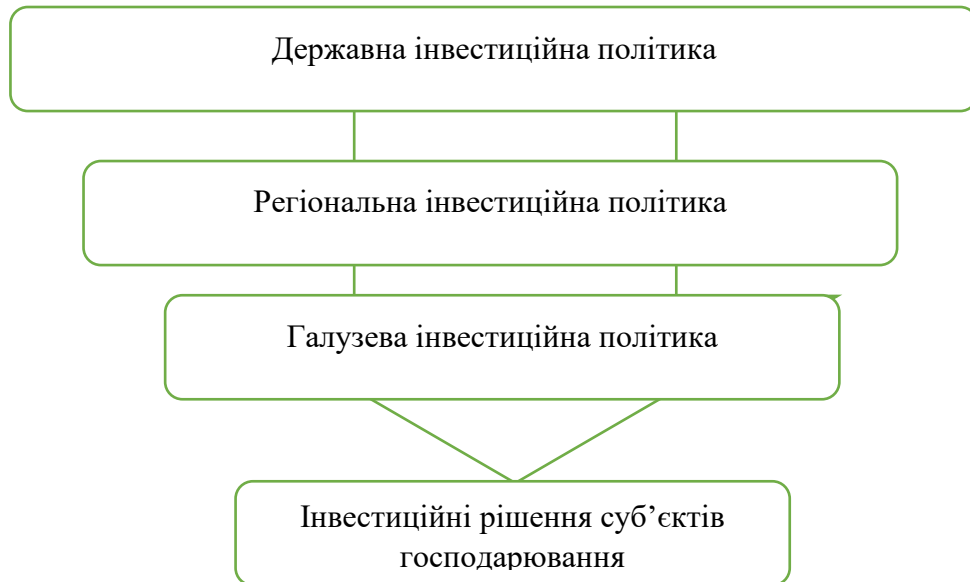 Державна інвестиційна політика
Регіональна інвестиційна політика
Галузева інвестиційна політика
Інвестиційні рішення суб’єктів
господарювання